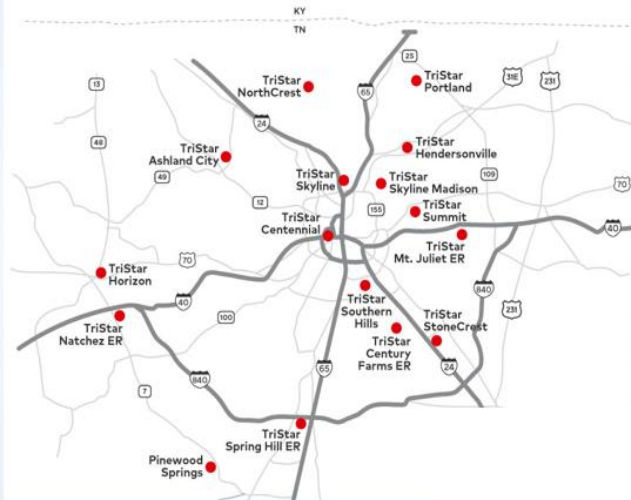 KY
TN
25
13
TriStar
NorthCrest
65
TriStar
Portland
31E
231
24
48
TriStar
Ashland City
TriStar
Hendersonville
49
TriStar
Skyline
TriStar
Skyline Madison
109
70
12
155
TriStar
Summit
TriStar
Centennial
40
TriStar
Mt. Juliet ER
70
TriStar
Horizon
40
840
TriStar
Southern
Hills
TriStar
StoneCrest
231
100
TriStar
Natchez ER
TriStar
Century
Farms ER
65
24
840
7
TriStar
Spring Hill ER
Pinewood
Springs